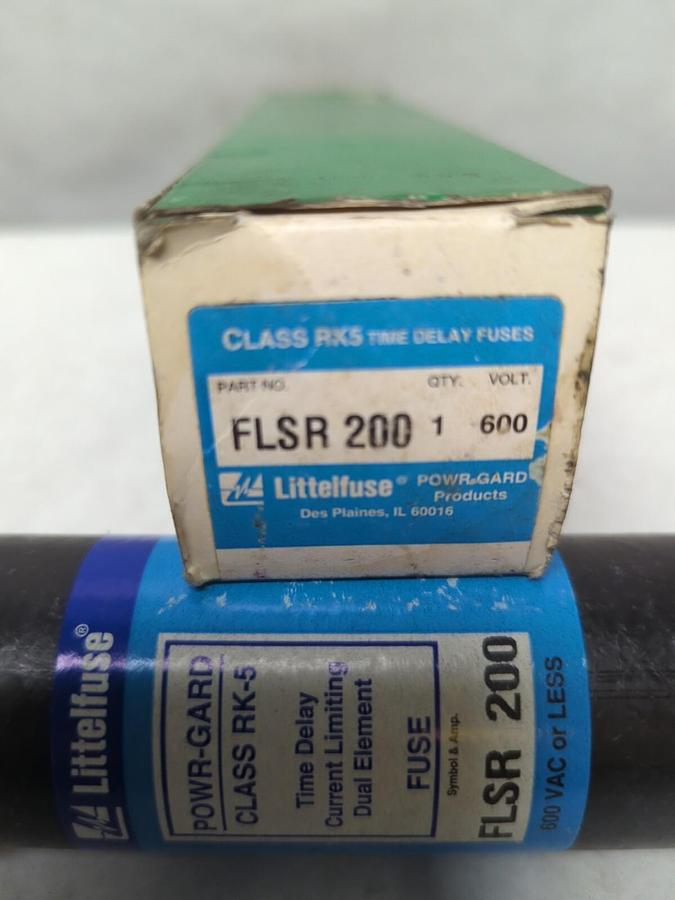 CLASS RK5 TIME DELAY FUSES
PART NO. QTY. VOLT.
FLSR 200 1 600
Littelfuse® POWR-GARD
Products
Des Plaines, IL 60016
Littelfuse®
POWR-GARD
CLASS RK-5
Time Delay
Current Limiting
Dual Element
FUSE
Symbol & Amp.
FLSR 200
600 VAC or LESS